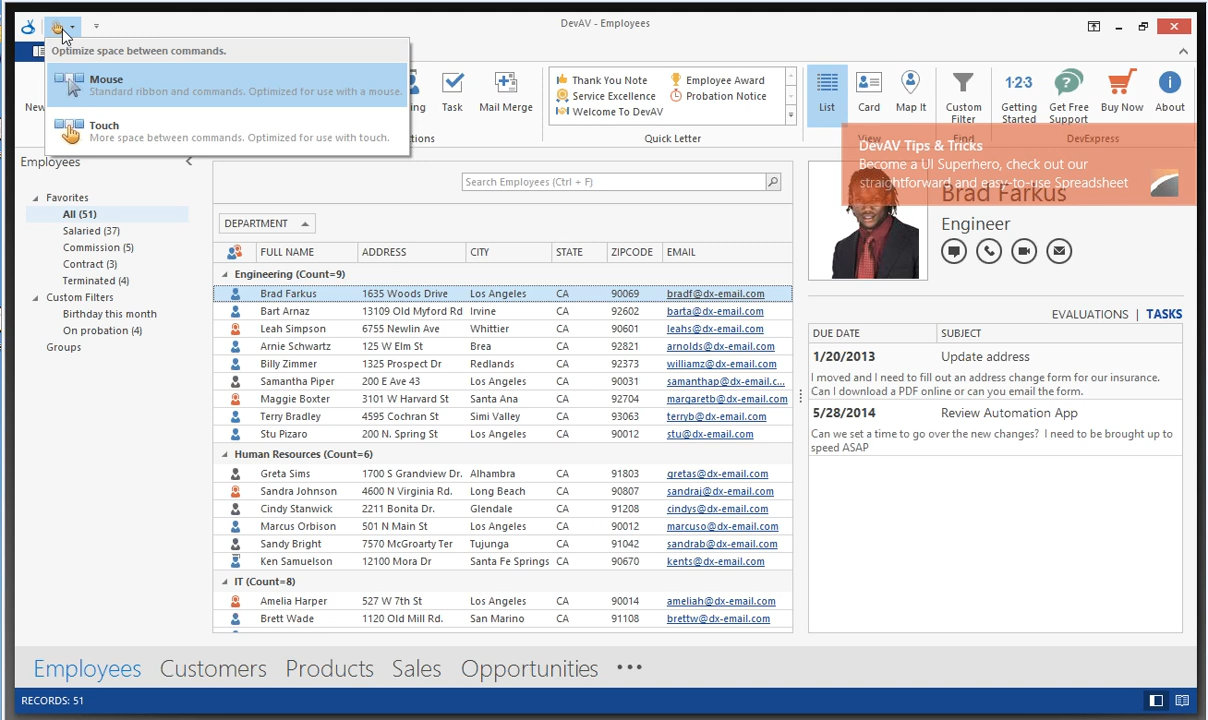 DevAV - Employees
Optimize space between commands.
Mouse
Standard ribbon and commands. Optimized for use with a mouse.
Touch
More space between commands. Optimized for use with touch.
New
Task
Mail Merge
Thank You Note
Employee Award
Service Excellence
Probation Notice
Welcome To DevAV
Quick Letter
List
Card
Map It
View
Custom
Filter
Find
1·2·3
Getting
Started
Get Free
Support
Buy Now
About
DevExpress
DevAV Tips & Tricks
Become a UI Superhero, check out our
straightforward and easy-to-use Spreadsheet
Employees
Favorites
All (51)
Salaried (37)
Commission (5)
Contract (3)
Terminated (4)
Custom Filters
Birthday this month
On probation (4)
Groups
Search Employees (Ctrl + F)
DEPARTMENT
FULL NAME ADDRESS CITY STATE ZIPCODE EMAIL
Engineering (Count=9)
Brad Farkus 1635 Woods Drive Los Angeles CA 90069 bradf@dx-email.com
Bart Arnaz 13109 Old Myford Rd Irvine CA 92602 barta@dx-email.com
Leah Simpson 6755 Newlin Ave Whittier CA 90601 leahs@dx-email.com
Arnie Schwartz 125 W Elm St Brea CA 92821 arnolds@dx-email.com
Billy Zimmer 1325 Prospect Dr Redlands CA 92373 williamz@dx-email.com
Samantha Piper 200 E Ave 43 Los Angeles CA 90031 samanthap@dx-email.c...
Maggie Boxter 3101 W Harvard St Santa Ana CA 92704 margaretb@dx-email.com
Terry Bradley 4595 Cochran St Simi Valley CA 93063 terryb@dx-email.com
Stu Pizaro 200 N. Spring St Los Angeles CA 90012 stu@dx-email.com
Human Resources (Count=6)
Greta Sims 1700 S Grandview Dr. Alhambra CA 91803 gretas@dx-email.com
Sandra Johnson 4600 N Virginia Rd. Long Beach CA 90807 sandraj@dx-email.com
Cindy Stanwick 2211 Bonita Dr. Glendale CA 91208 cindys@dx-email.com
Marcus Orbison 501 N Main St Los Angeles CA 90012 marcuso@dx-email.com
Sandy Bright 7570 McGroarty Ter Tujunga CA 91042 sandrab@dx-email.com
Ken Samuelson 12100 Mora Dr Santa Fe Springs CA 90670 kents@dx-email.com
IT (Count=8)
Amelia Harper 527 W 7th St Los Angeles CA 90014 ameliah@dx-email.com
Brett Wade 1120 Old Mill Rd. San Marino CA 91108 brettw@dx-email.com
Brad Farkus
Engineer
EVALUATIONS | TASKS
DUE DATE SUBJECT
1/20/2013 Update address
I moved and I need to fill out an address change form for our insurance.
Can I download a PDF online or can you email the form.
5/28/2014 Review Automation App
Can we set a time to go over the new changes? I need to be brought up to
speed ASAP
Employees Customers Products Sales Opportunities •••
RECORDS: 51